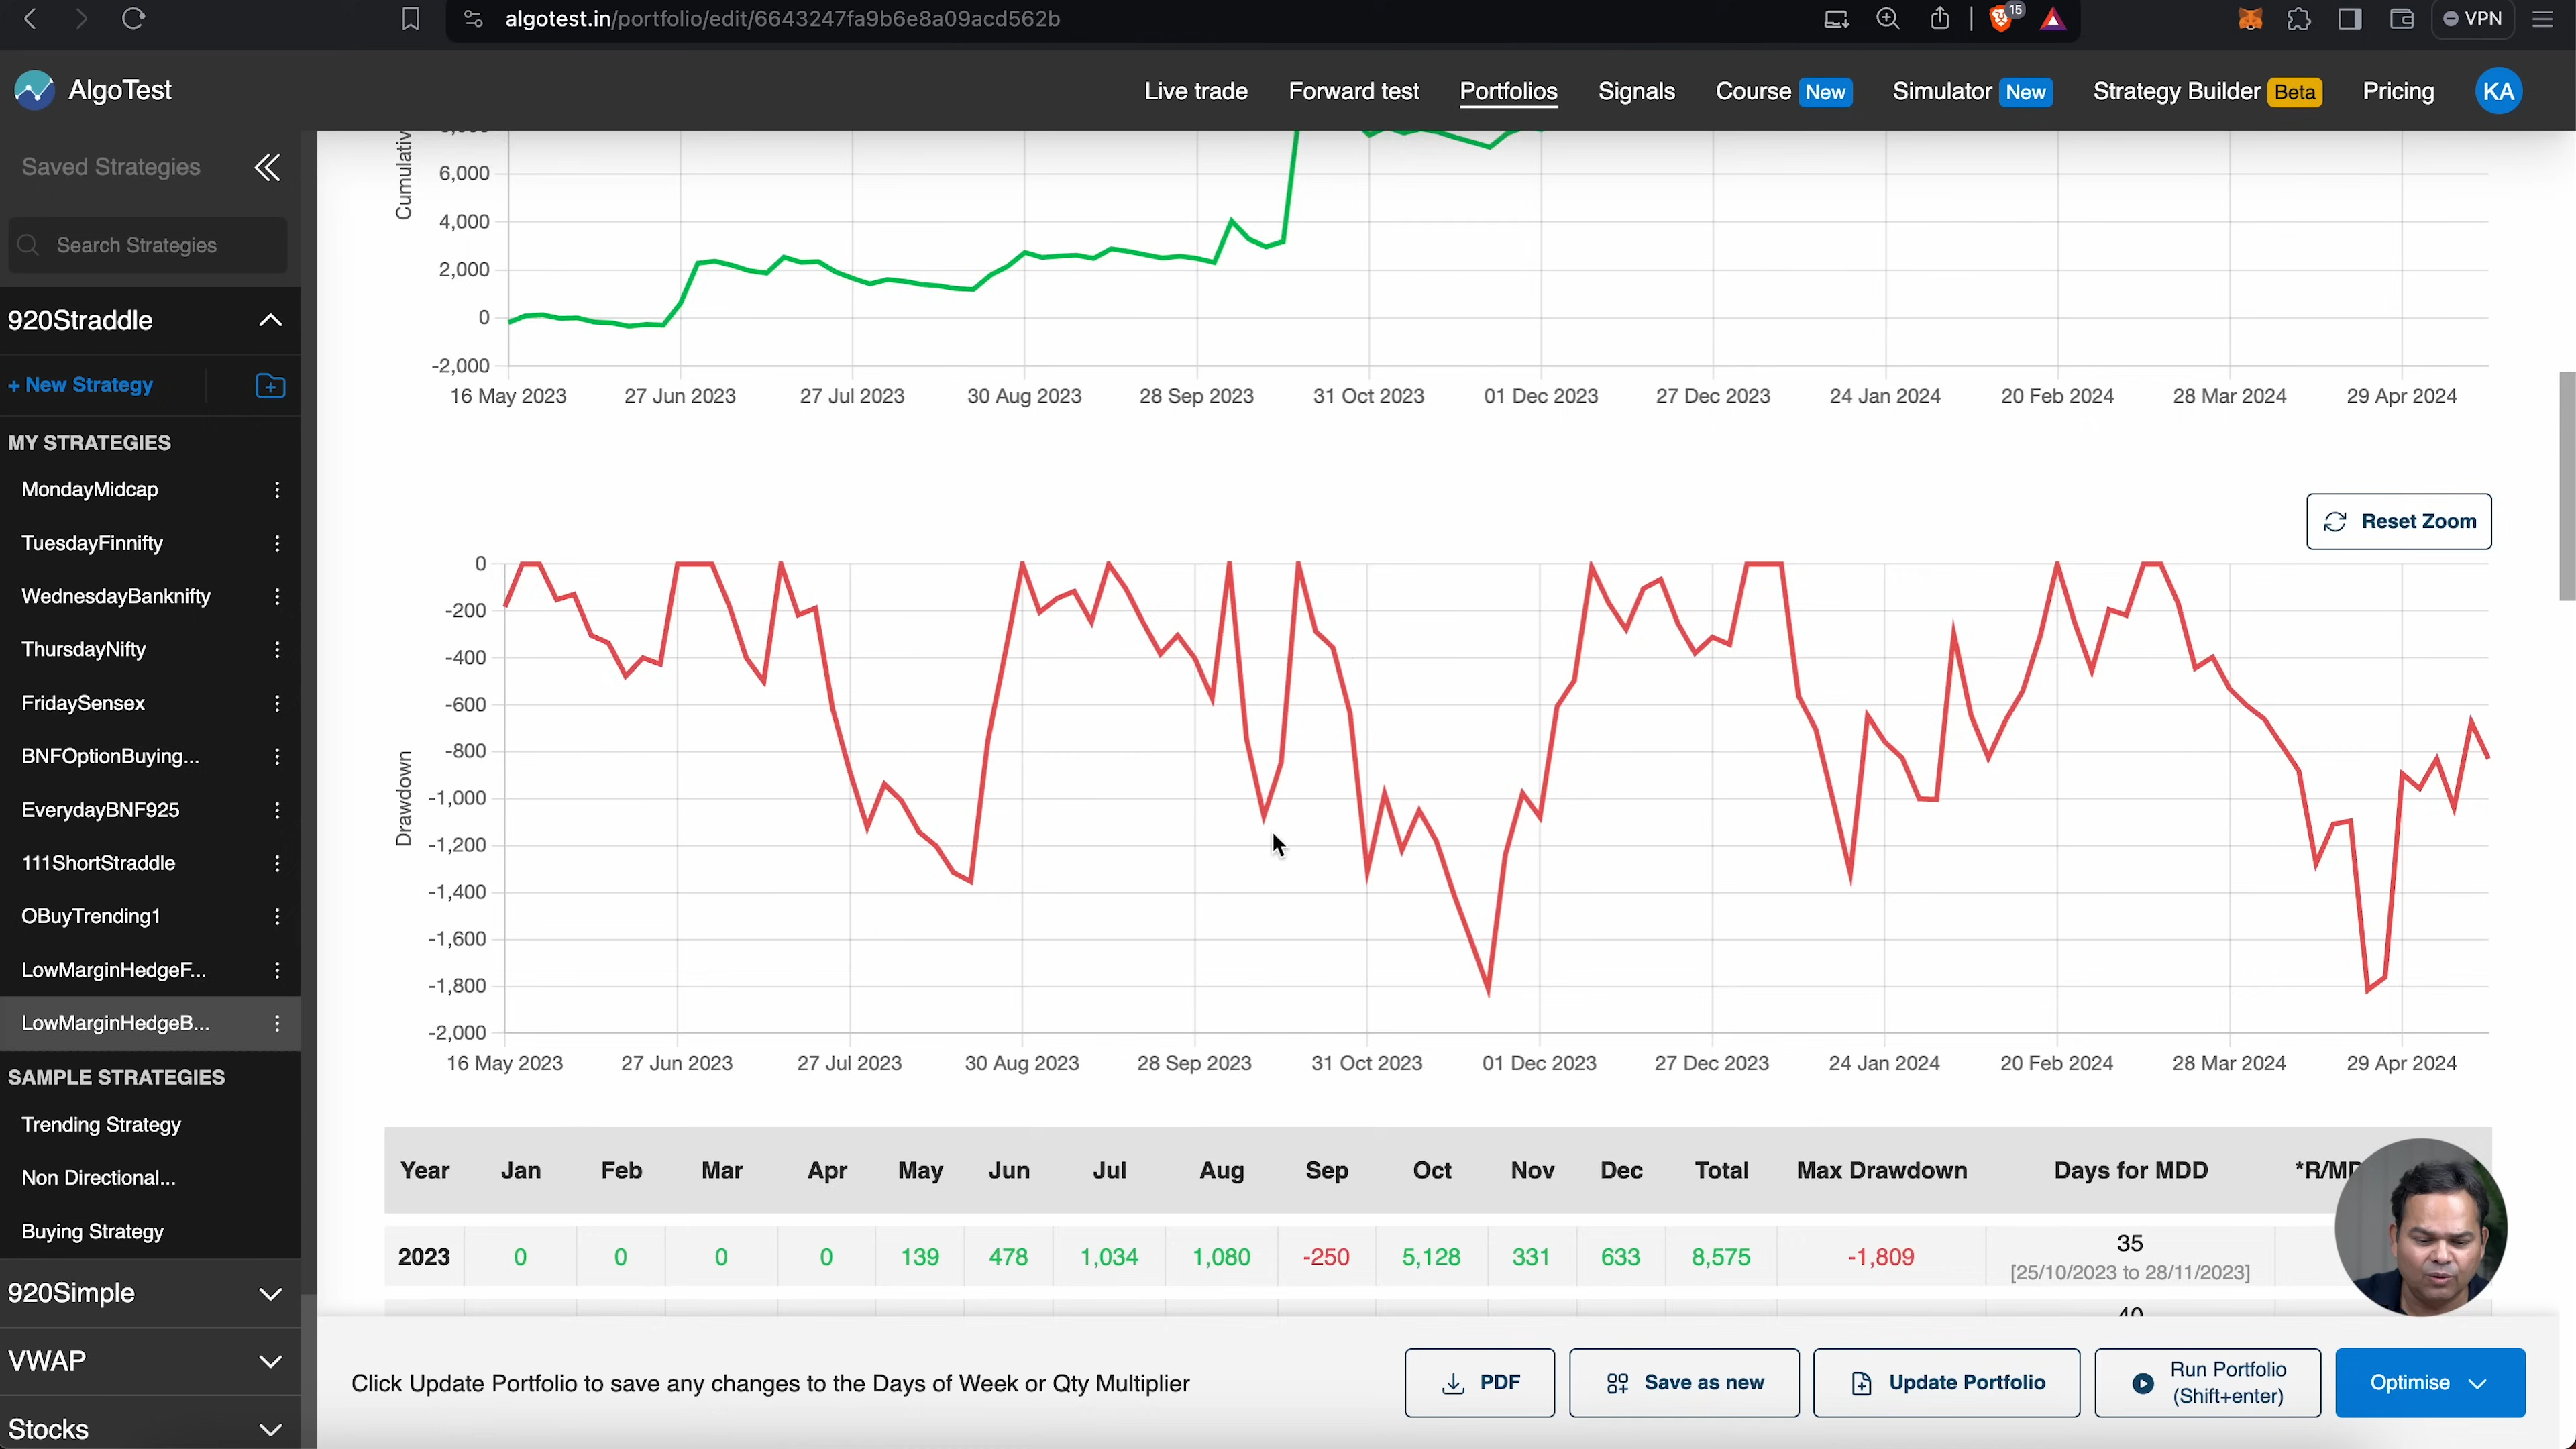 algotest.in/portfolio/edit/6643247fa9b6e8a09acd562b
15
VPN
AlgoTest
Live trade
Forward test
Portfolios
Signals
Course New
Simulator New
Strategy Builder Beta
Pricing
KA
Saved Strategies
Search Strategies
920Straddle
+ New Strategy
MY STRATEGIES
MondayMidcap
TuesdayFinnifty
WednesdayBanknifty
ThursdayNifty
FridaySensex
BNFOptionBuying...
EverydayBNF925
111ShortStraddle
OBuyTrending1
LowMarginHedgeF...
LowMarginHedgeB...
SAMPLE STRATEGIES
Trending Strategy
Non Directional...
Buying Strategy
920Simple
VWAP
Stocks
6,000
4,000
2,000
0
-2,000
16 May 2023 27 Jun 2023 27 Jul 2023 30 Aug 2023 28 Sep 2023 31 Oct 2023 01 Dec 2023 27 Dec 2023 24 Jan 2024 20 Feb 2024 28 Mar 2024 29 Apr 2024
Reset Zoom
Drawdown
0
-200
-400
-600
-800
-1,000
-1,200
-1,400
-1,600
-1,800
-2,000
16 May 2023 27 Jun 2023 27 Jul 2023 30 Aug 2023 28 Sep 2023 31 Oct 2023 01 Dec 2023 27 Dec 2023 24 Jan 2024 20 Feb 2024 28 Mar 2024 29 Apr 2024
Year Jan Feb Mar Apr May Jun Jul Aug Sep Oct Nov Dec Total Max Drawdown Days for MDD
2023 0 0 0 0 139 478 1,034 1,080 -250 5,128 331 633 8,575 -1,809 35
[25/10/2023 to 28/11/2023]
Click Update Portfolio to save any changes to the Days of Week or Qty Multiplier
PDF
Save as new
Update Portfolio
Run Portfolio
(Shift+enter)
Optimise